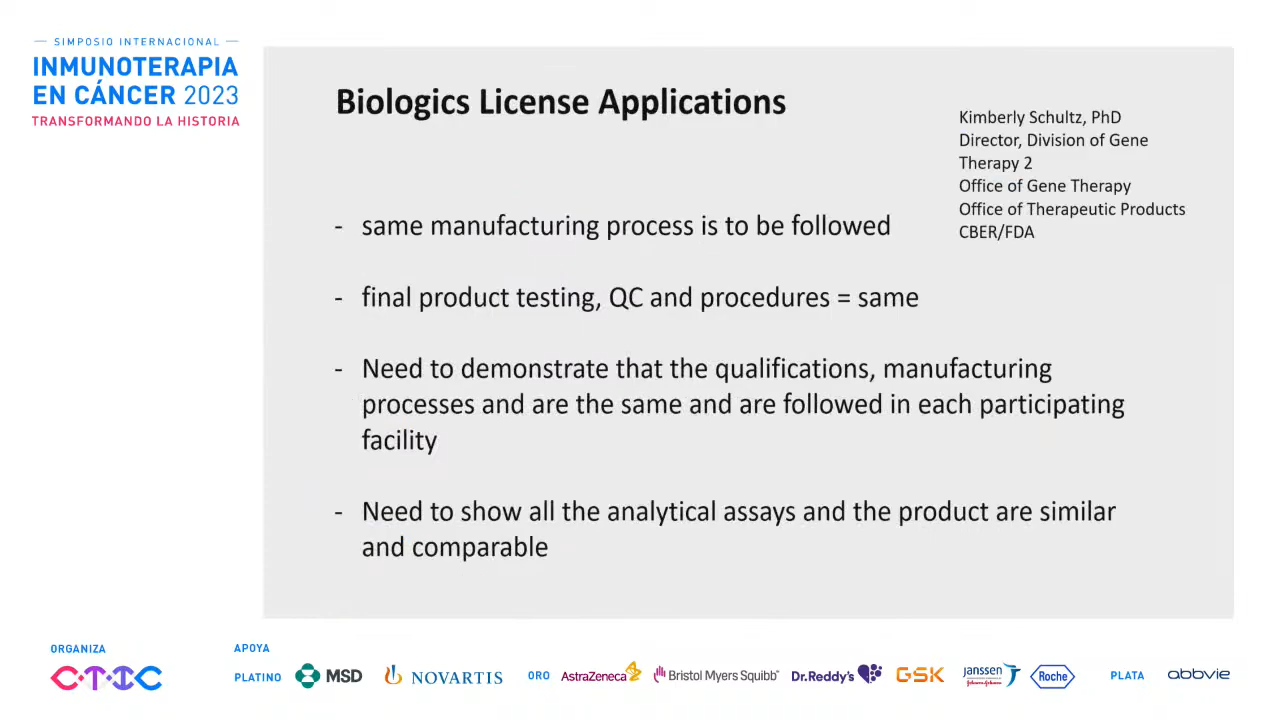 SIMPOSIO INTERNACIONAL
INMUNOTERAPIA
EN CÁNCER 2023
TRANSFORMANDO LA HISTORIA
Biologics License Applications
Kimberly Schultz, PhD
Director, Division of Gene
Therapy 2
Office of Gene Therapy
Office of Therapeutic Products
CBER/FDA
- same manufacturing process is to be followed
- final product testing, QC and procedures = same
- Need to demonstrate that the qualifications, manufacturing
processes and are the same and are followed in each participating
facility
- Need to show all the analytical assays and the product are similar
and comparable
ORGANIZA
CTIC
APOYA
PLATINO
MSD
NOVARTIS
ORO
AstraZeneca
Bristol Myers Squibb
Dr.Reddy's
GSK
Janssen
Johnson & Johnson
Roche
PLATA
abbvie